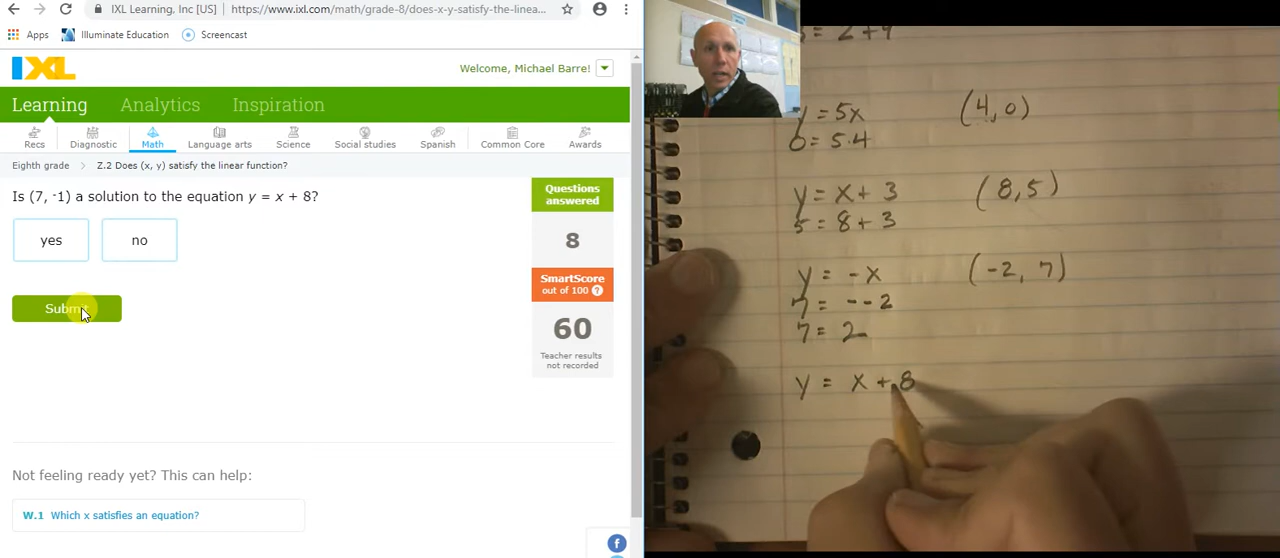 IXL Learning, Inc [US]
https://www.ixl.com/math/grade-8/does-x-y-satisfy-the-linea...
Apps
Illuminate Education
Screencast
IXL
Welcome, Michael Barre!
Learning
Analytics
Inspiration
Recs
Diagnostic
Math
Language arts
Science
Social studies
Spanish
Common Core
Awards
Eighth grade > Z.2 Does (x, y) satisfy the linear function?
Is (7, -1) a solution to the equation y = x + 8?
yes
no
Submit
Questions
answered
8
SmartScore
out of 100 ?
60
Teacher results
not recorded
Not feeling ready yet? This can help:
W.1 Which x satisfies an equation?
f
y = 5x (4, 0)
0 = 5·4
y = x + 3 (8, 5)
5 = 8 + 3
y = -x (-2, 7)
7 = --2
7 = 2
y = x + 8